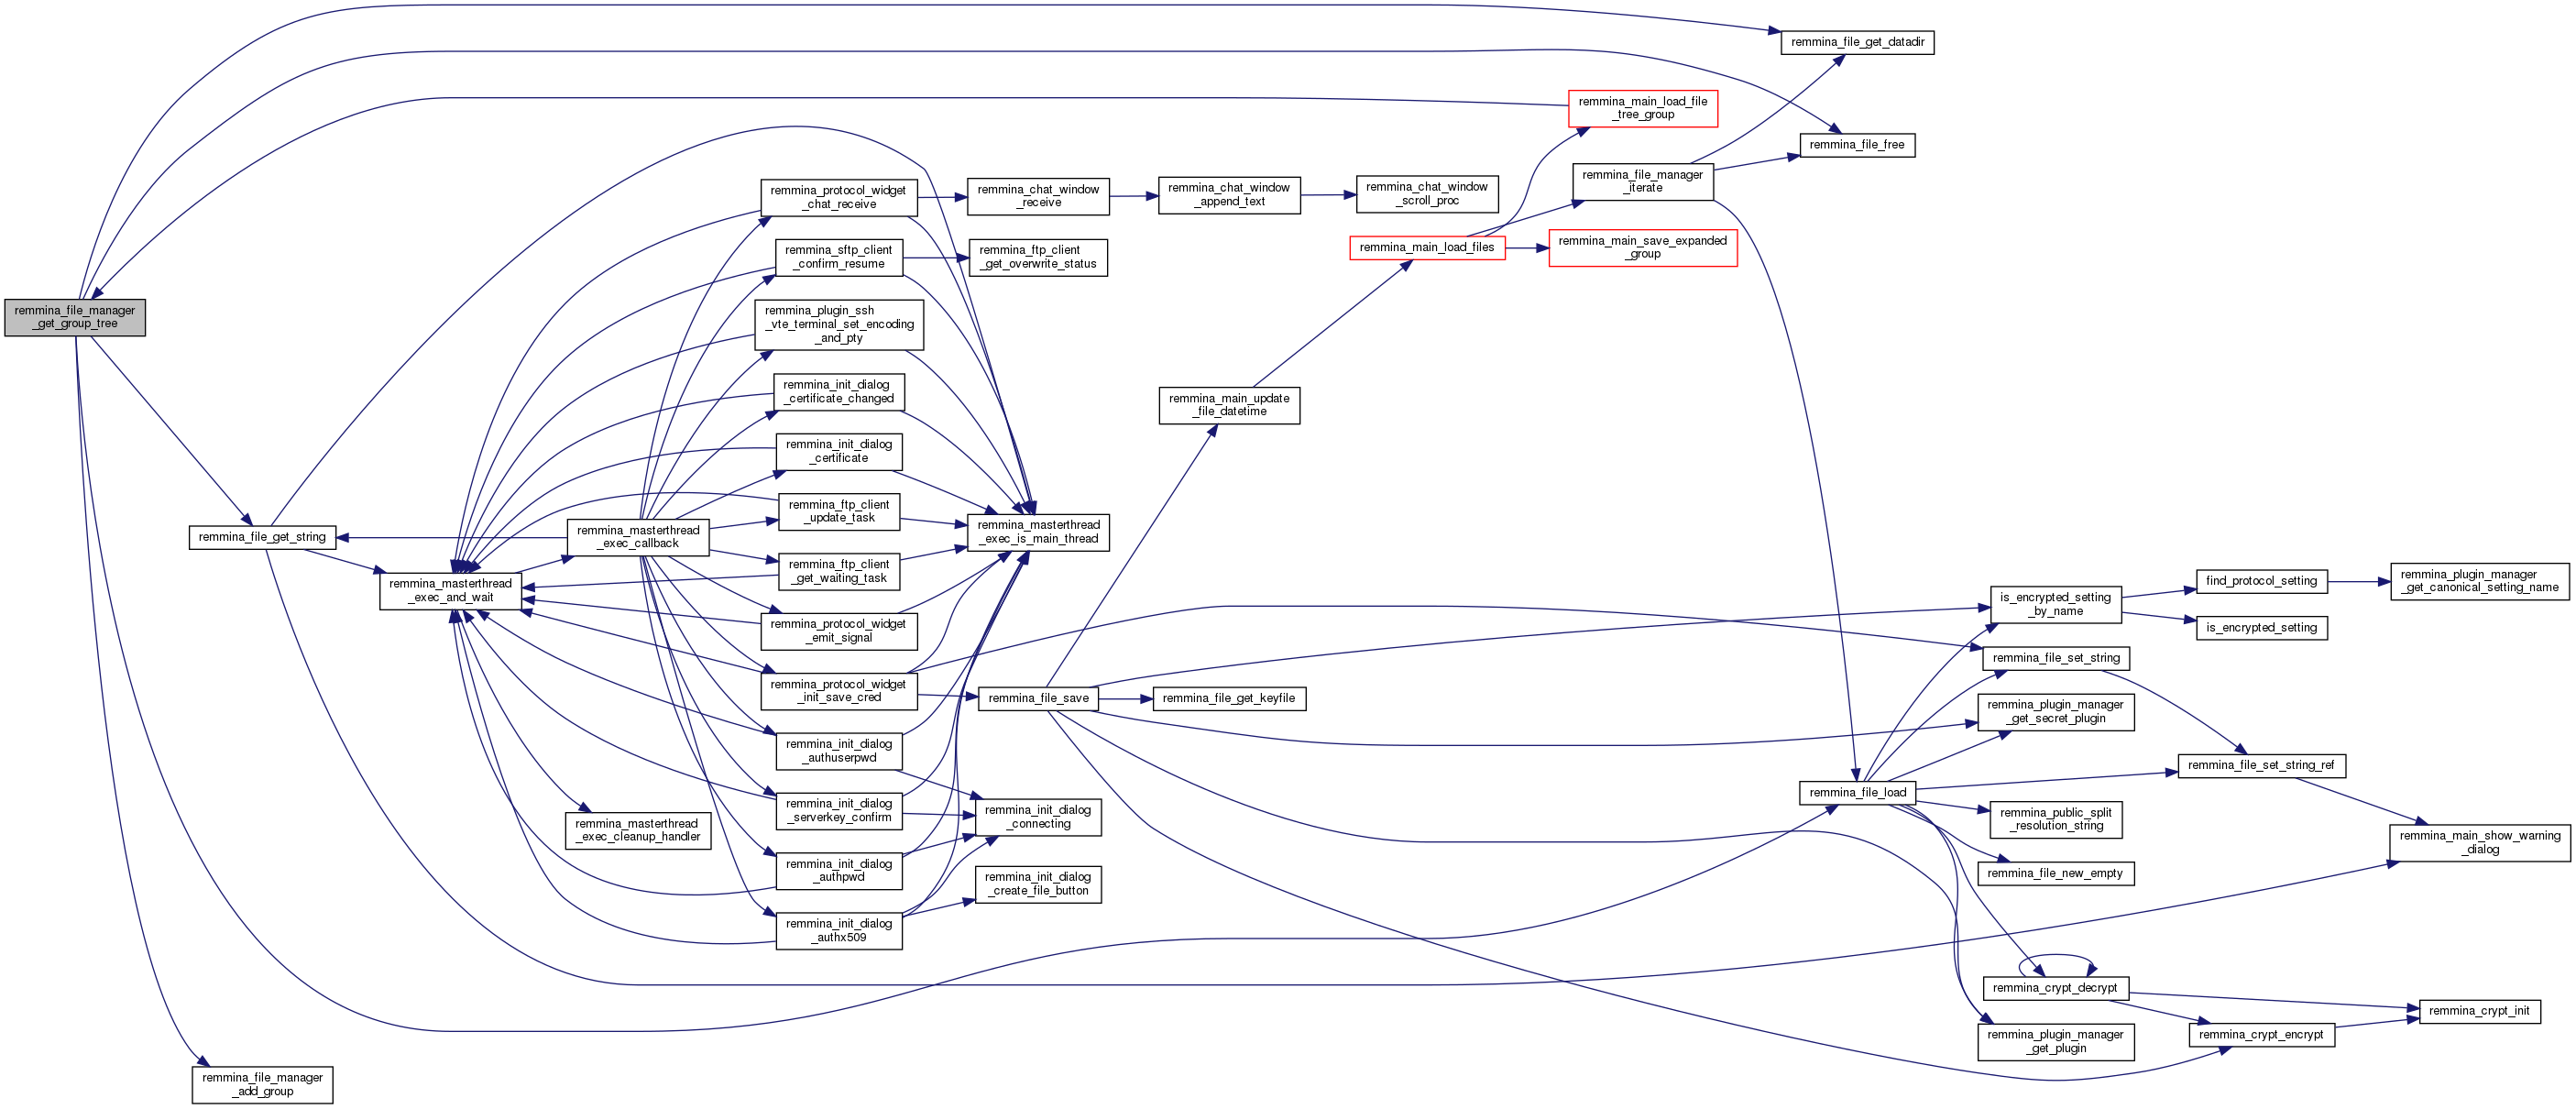 remmina_file_manager
_get_group_tree
remmina_file_get_string
remmina_file_manager
_add_group
remmina_masterthread
_exec_and_wait
remmina_masterthread
_exec_callback
remmina_masterthread
_exec_cleanup_handler
remmina_protocol_widget
_chat_receive
remmina_sftp_client
_confirm_resume
remmina_plugin_ssh
_vte_terminal_set_encoding
_and_pty
remmina_init_dialog
_certificate_changed
remmina_init_dialog
_certificate
remmina_ftp_client
_update_task
remmina_ftp_client
_get_waiting_task
remmina_protocol_widget
_emit_signal
remmina_protocol_widget
_init_save_cred
remmina_init_dialog
_authuserpwd
remmina_init_dialog
_serverkey_confirm
remmina_init_dialog
_authpwd
remmina_init_dialog
_authx509
remmina_chat_window
_receive
remmina_ftp_client
_get_overwrite_status
remmina_masterthread
_exec_is_main_thread
remmina_file_save
remmina_init_dialog
_connecting
remmina_init_dialog
_create_file_button
remmina_chat_window
_append_text
remmina_main_update
_file_datetime
remmina_file_get_keyfile
remmina_chat_window
_scroll_proc
remmina_main_load_files
remmina_main_load_file
_tree_group
remmina_file_manager
_iterate
remmina_main_save_expanded
_group
remmina_file_get_datadir
remmina_file_free
remmina_file_load
is_encrypted_setting
_by_name
remmina_file_set_string
remmina_plugin_manager
_get_secret_plugin
remmina_public_split
_resolution_string
remmina_file_new_empty
remmina_crypt_decrypt
remmina_plugin_manager
_get_plugin
find_protocol_setting
is_encrypted_setting
remmina_file_set_string_ref
remmina_crypt_encrypt
remmina_plugin_manager
_get_canonical_setting_name
remmina_main_show_warning
_dialog
remmina_crypt_init